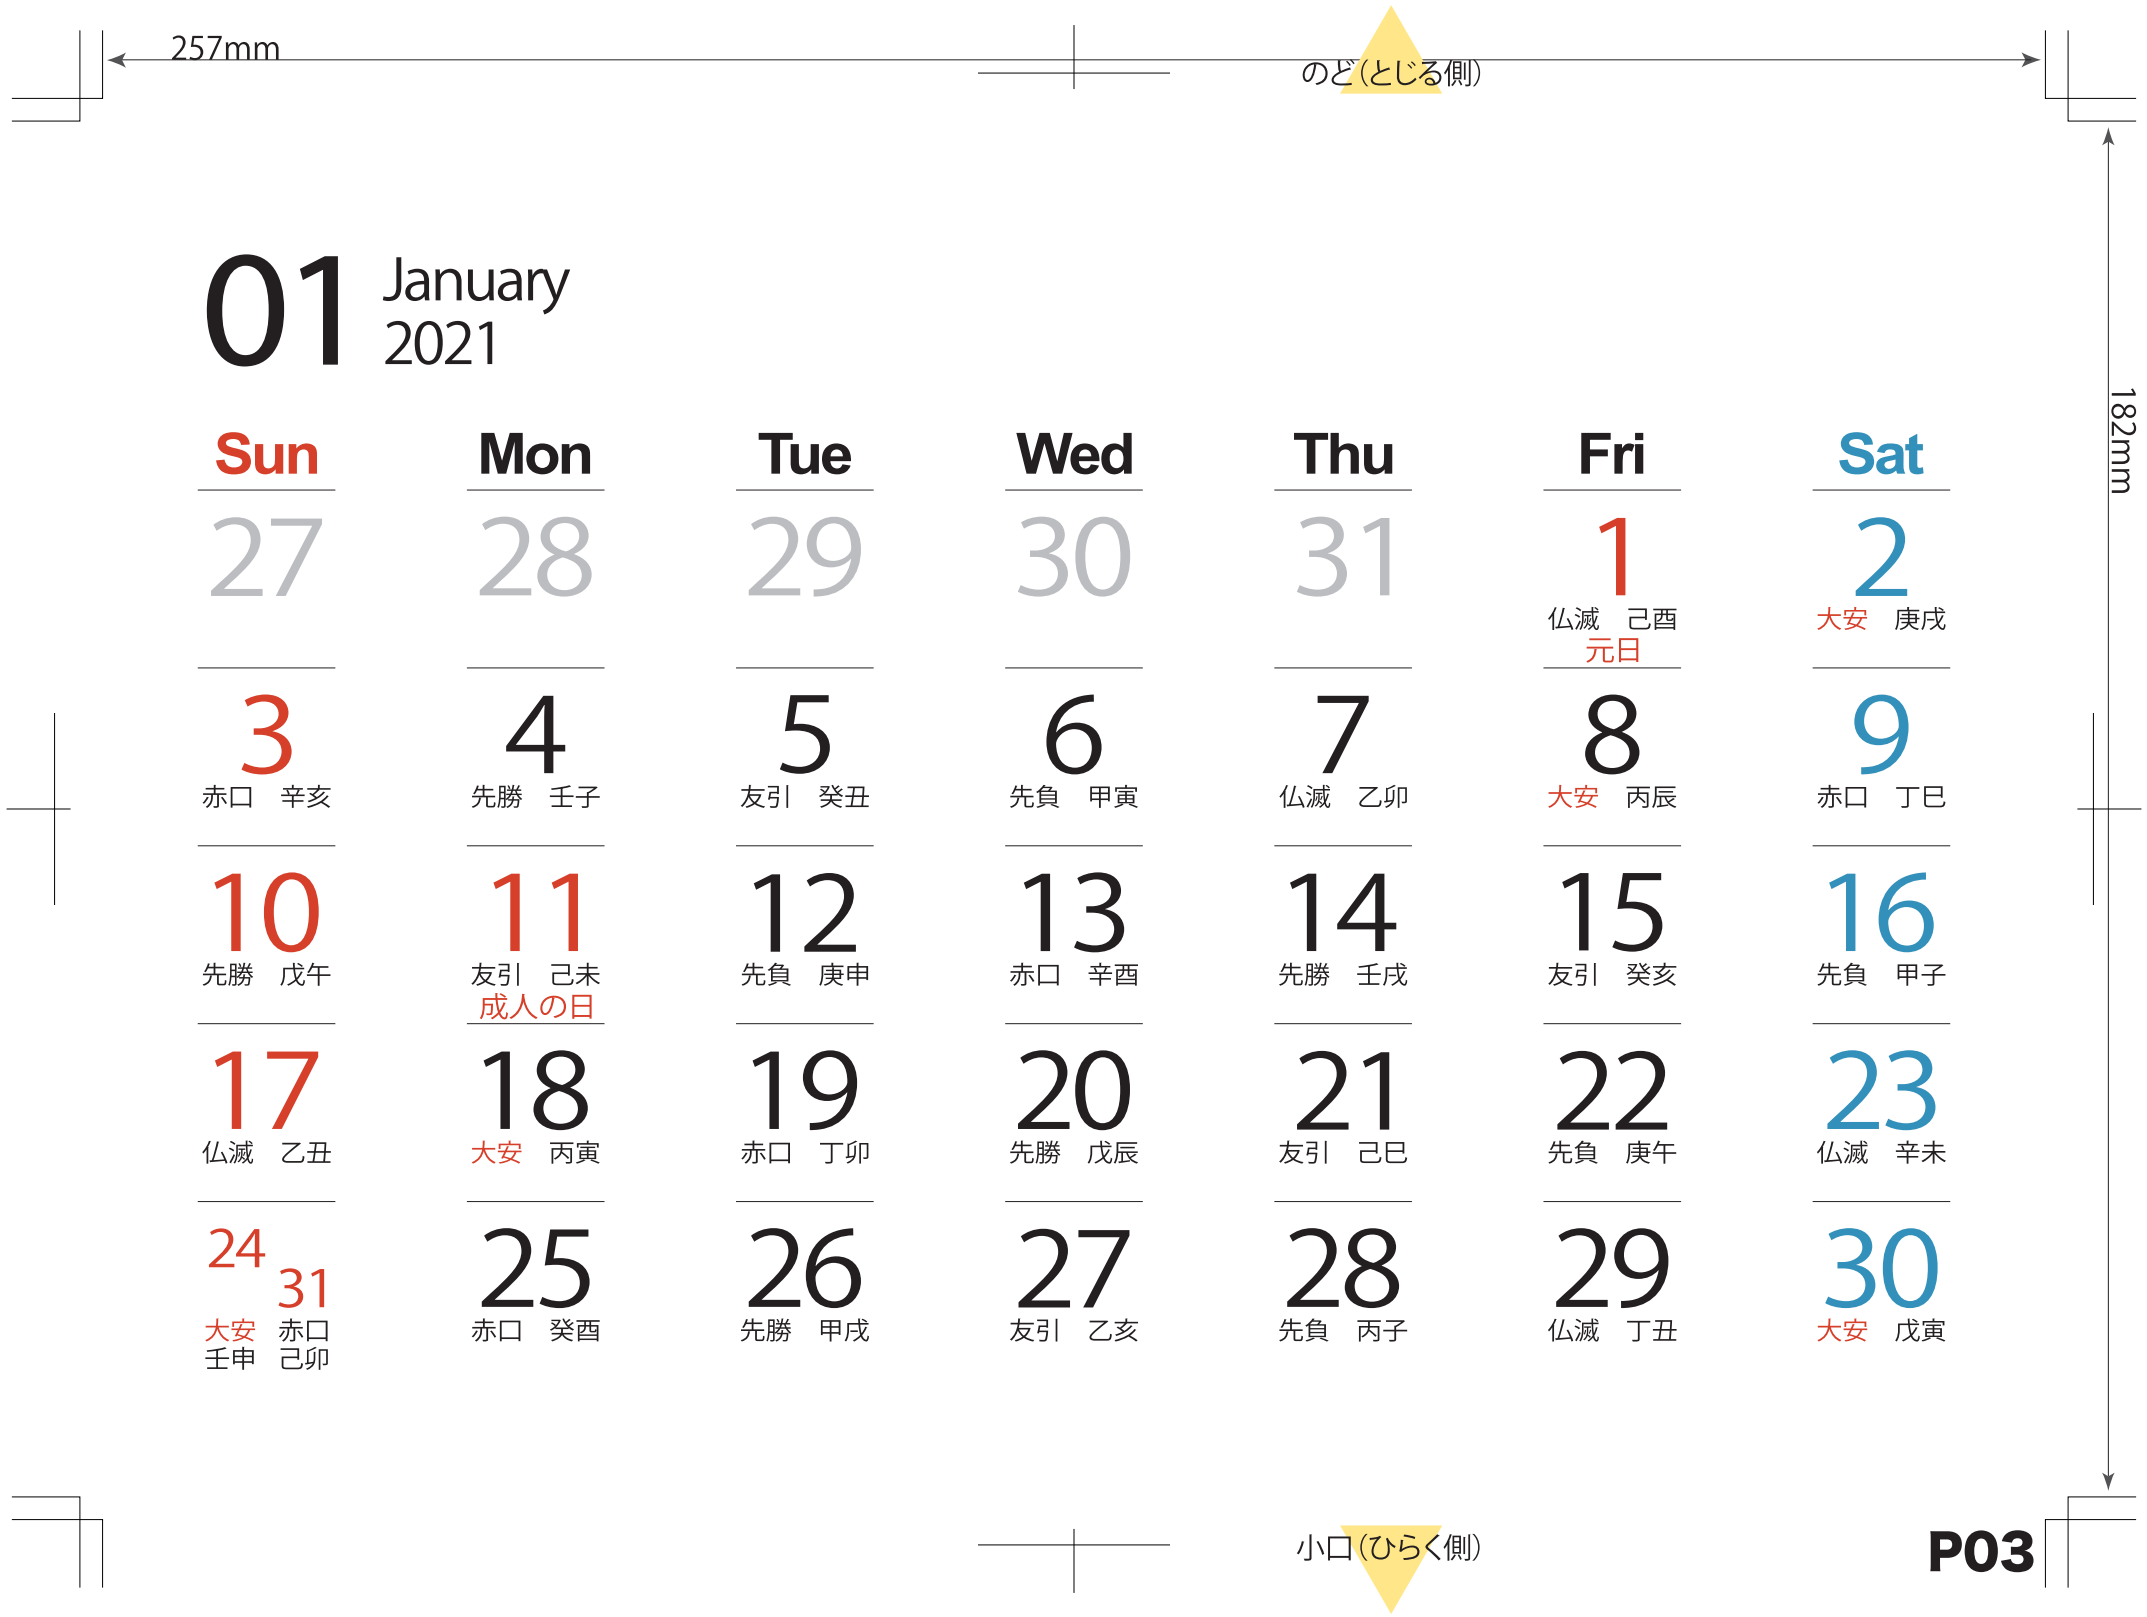 257mm
のど（とじる側）
182mm
01 January
2021
Sun Mon Tue Wed Thu Fri Sat
27 28 29 30 31 1 2
仏滅 己酉 大安 庚戌
元日
3 4 5 6 7 8 9
赤口 辛亥 先勝 壬子 友引 癸丑 先負 甲寅 仏滅 乙卯 大安 丙辰 赤口 丁巳
10 11 12 13 14 15 16
先勝 戊午 友引 己未 先負 庚申 赤口 辛酉 先勝 壬戌 友引 癸亥 先負 甲子
成人の日
17 18 19 20 21 22 23
仏滅 乙丑 大安 丙寅 赤口 丁卯 先勝 戊辰 友引 己巳 先負 庚午 仏滅 辛未
24 31 25 26 27 28 29 30
大安 赤口 赤口 癸酉 先勝 甲戌 友引 乙亥 先負 丙子 仏滅 丁丑 大安 戊寅
壬申 己卯
小口（ひらく側）
P03